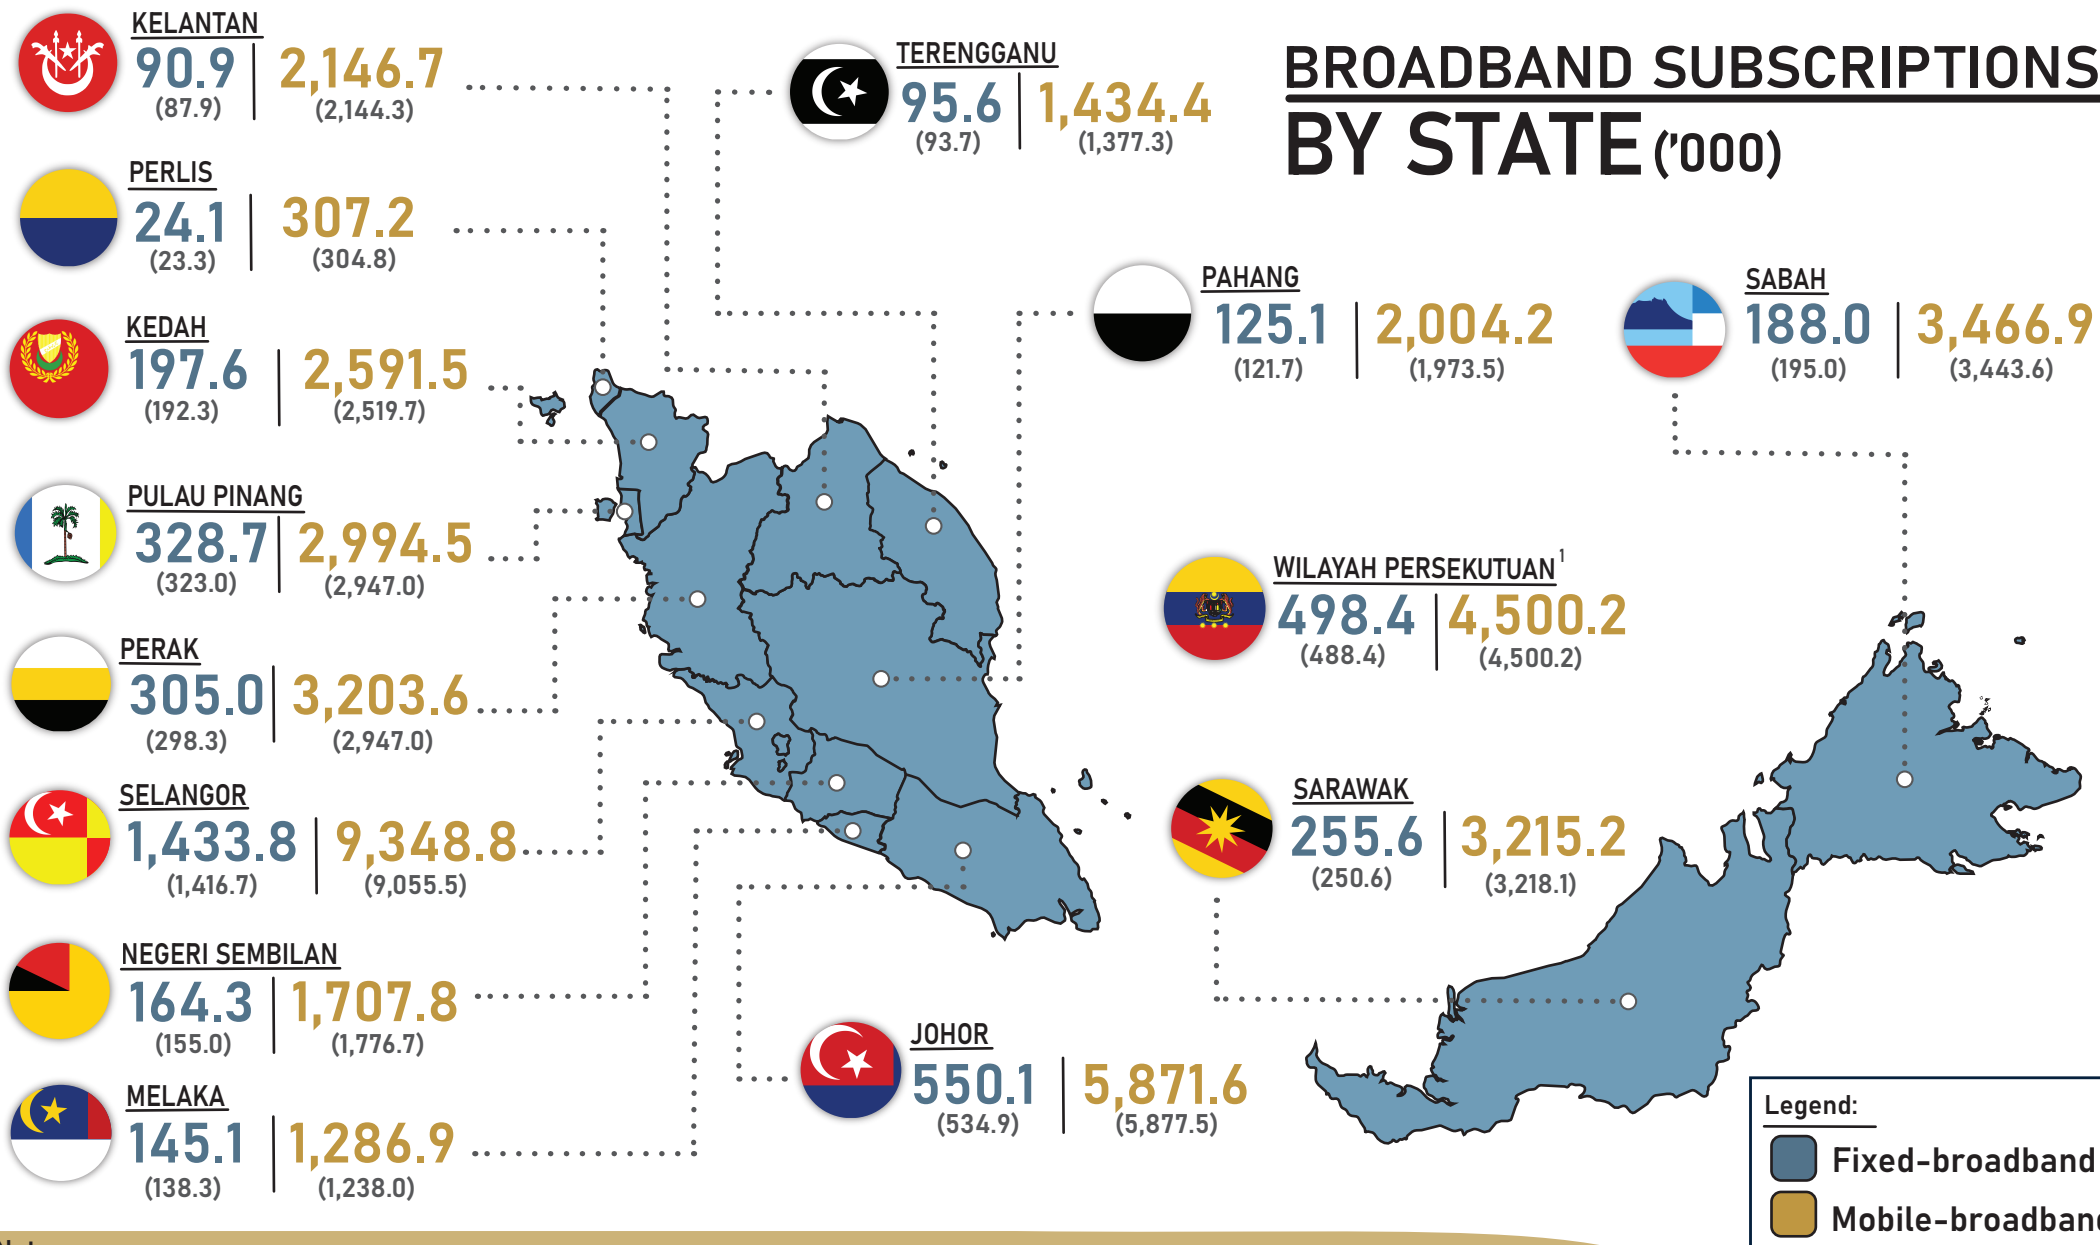 BROADBAND SUBSCRIPTIONS
BY STATE ('000)
KELANTAN
90.9 2,146.7
(87.9) (2,144.3)
TERENGGANU
95.6 1,434.4
(93.7) (1,377.3)
PERLIS
24.1 307.2
(23.3) (304.8)
PAHANG
125.1 2,004.2
(121.7) (1,973.5)
SABAH
188.0 3,466.9
(195.0) (3,443.6)
KEDAH
197.6 2,591.5
(192.3) (2,519.7)
PULAU PINANG
328.7 2,994.5
(323.0) (2,947.0)
WILAYAH PERSEKUTUAN¹
498.4 4,500.2
(488.4) (4,500.2)
PERAK
305.0 3,203.6
(298.3) (2,947.0)
SELANGOR
1,433.8 9,348.8
(1,416.7) (9,055.5)
SARAWAK
255.6 3,215.2
(250.6) (3,218.1)
NEGERI SEMBILAN
164.3 1,707.8
(155.0) (1,776.7)
JOHOR
550.1 5,871.6
(534.9) (5,877.5)
MELAKA
145.1 1,286.9
(138.3) (1,238.0)
Legend:
Fixed-broadband
Mobile-broadband